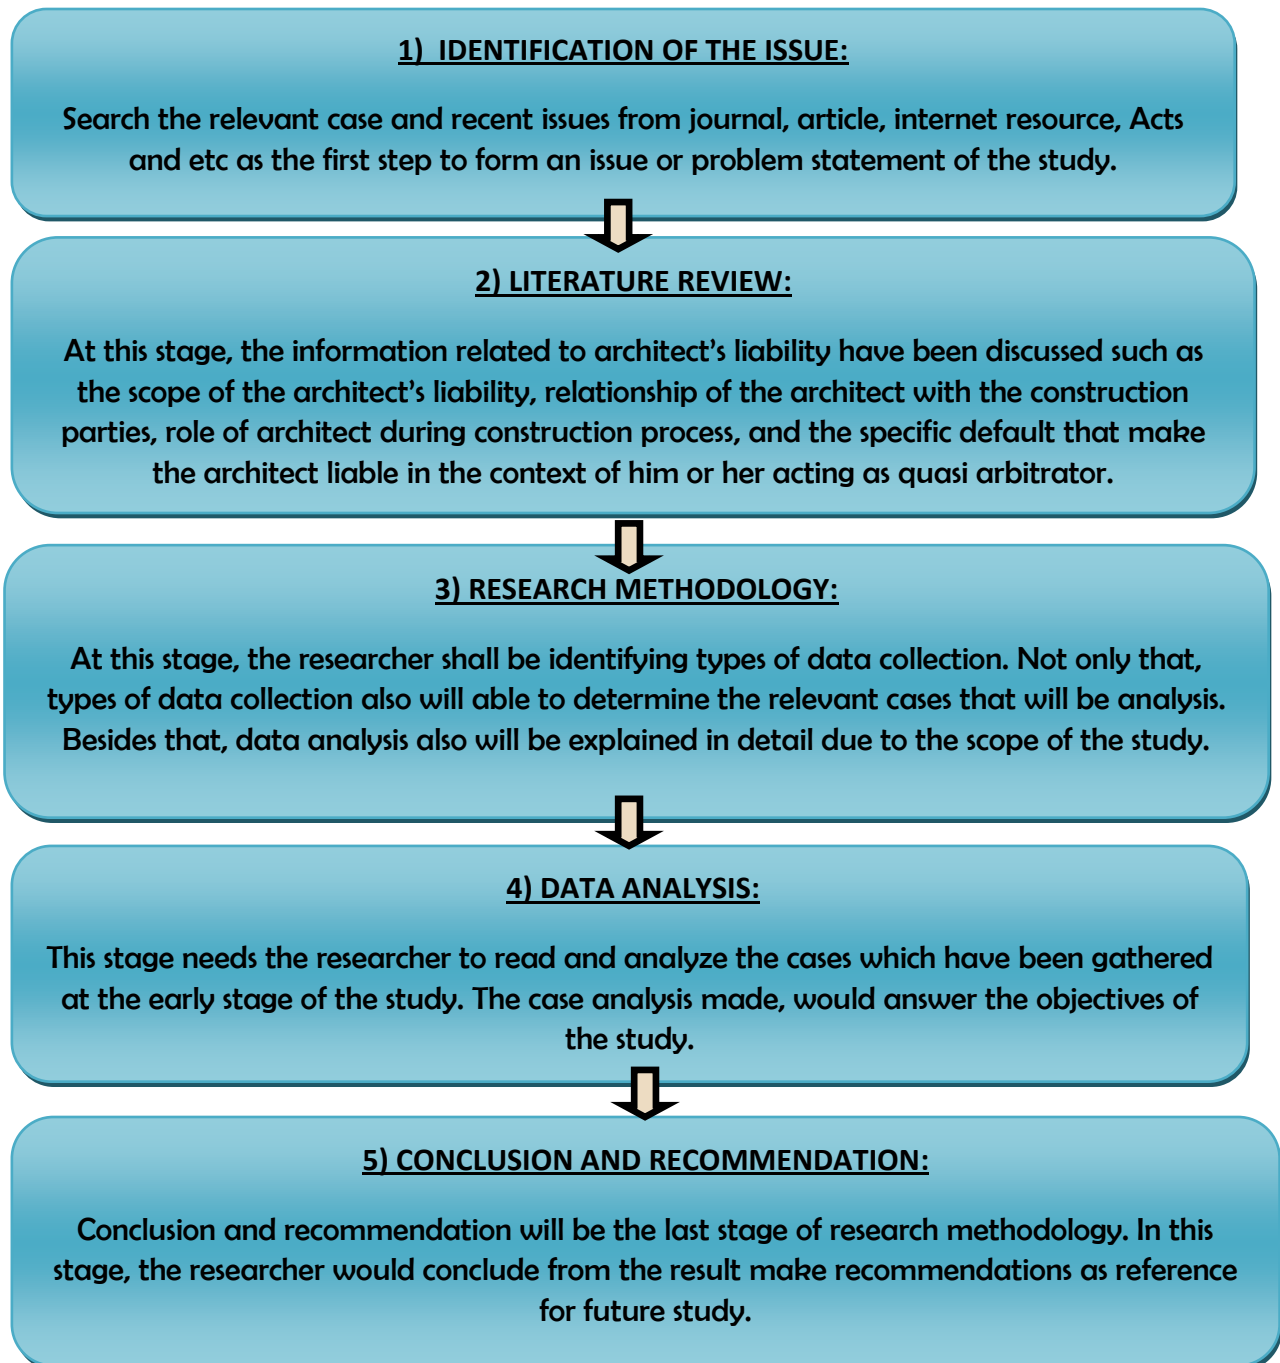 1)  IDENTIFICATION OF THE ISSUE:
Search the relevant case and recent issues from journal, article, internet resource, Acts
and etc as the first step to form an issue or problem statement of the study.
2) LITERATURE REVIEW:
At this stage, the information related to architect’s liability have been discussed such as
the scope of the architect’s liability, relationship of the architect with the construction
parties, role of architect during construction process, and the specific default that make
the architect liable in the context of him or her acting as quasi arbitrator.
3) RESEARCH METHODOLOGY:
At this stage, the researcher shall be identifying types of data collection. Not only that,
types of data collection also will able to determine the relevant cases that will be analysis.
Besides that, data analysis also will be explained in detail due to the scope of the study.
4) DATA ANALYSIS:
This stage needs the researcher to read and analyze the cases which have been gathered
at the early stage of the study. The case analysis made, would answer the objectives of
the study.
5) CONCLUSION AND RECOMMENDATION:
Conclusion and recommendation will be the last stage of research methodology. In this
stage, the researcher would conclude from the result make recommendations as reference
for future study.